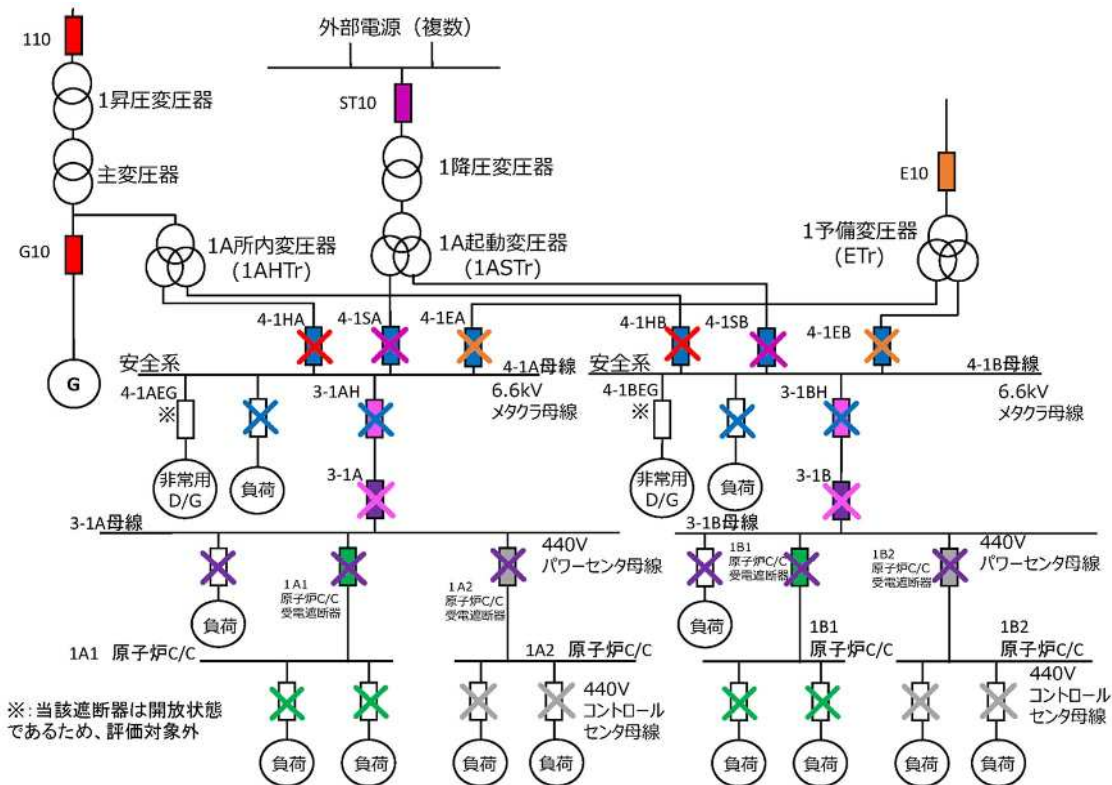 外部電源（複数）
110
ST10
1昇圧変圧器
1降圧変圧器
主変圧器
E10
G10
1A所内変圧器
(1AHTr)
1A起動変圧器
(1ASTr)
1予備変圧器
(ETr)
4-1HA
4-1SA
4-1EA
4-1HB
4-1SB
4-1EB
G
安全系
4-1A母線
安全系
4-1B母線
4-1AEG
※
3-1AH
6.6kV
メタクラ母線
4-1BEG
※
3-1BH
6.6kV
メタクラ母線
非常用
D/G
負荷
3-1A
非常用
D/G
負荷
3-1B
3-1A母線
440V
パワーセンタ母線
3-1B母線
440V
パワーセンタ母線
1A1
原子炉C/C
受電遮断器
1A2
原子炉C/C
受電遮断器
1B1
原子炉C/C
受電遮断器
1B2
原子炉C/C
受電遮断器
負荷
負荷
1A1 原子炉C/C
1A2 原子炉C/C
1B1
原子炉C/C
1B2
原子炉C/C
440V
コントロール
センタ母線
440V
コントロール
センタ母線
負荷
負荷
負荷
負荷
負荷
負荷
負荷
負荷
※：当該遮断器は開放状態
であるため、評価対象外